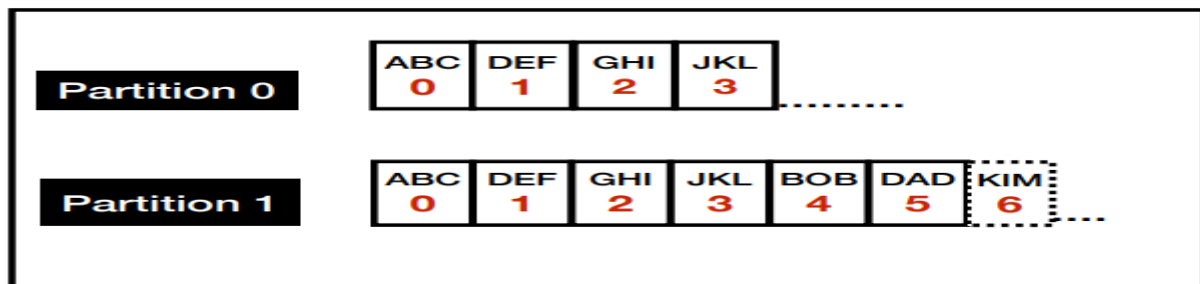 ABC DEF GHI JKL
Partition 0 0 1 2 3
ABC DEF GHI JKL BOB DAD KIM
Partition 1 0 1 2 3 4 5 6